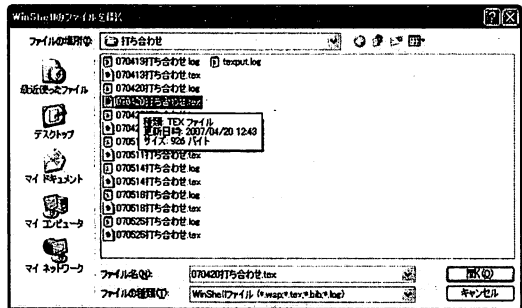 WinShellのファイルを開く
ファイルの場所(I):
打ち合わせ
最近使ったファイル
デスクトップ
マイ ドキュメント
マイ コンピュータ
マイ ネットワーク
070413打ち合わせ.log
070413打ち合わせ.tex
070420打ち合わせ.log
070420打ち合わせ.tex
0704
0704
0705
070511打ち合わせ.tex
070514打ち合わせ.log
070514打ち合わせ.tex
070518打ち合わせ.log
070518打ち合わせ.tex
070525打ち合わせ.log
070525打ち合わせ.tex
texput.log
種類: TEX ファイル
更新日時: 2007/04/20 12:43
サイズ: 926 バイト
ファイル名(N):
070420打ち合わせ.tex
開く(O)
ファイルの種類(T):
WinShellファイル (*.wsp;*.tex;*.bib;*.log)
キャンセル